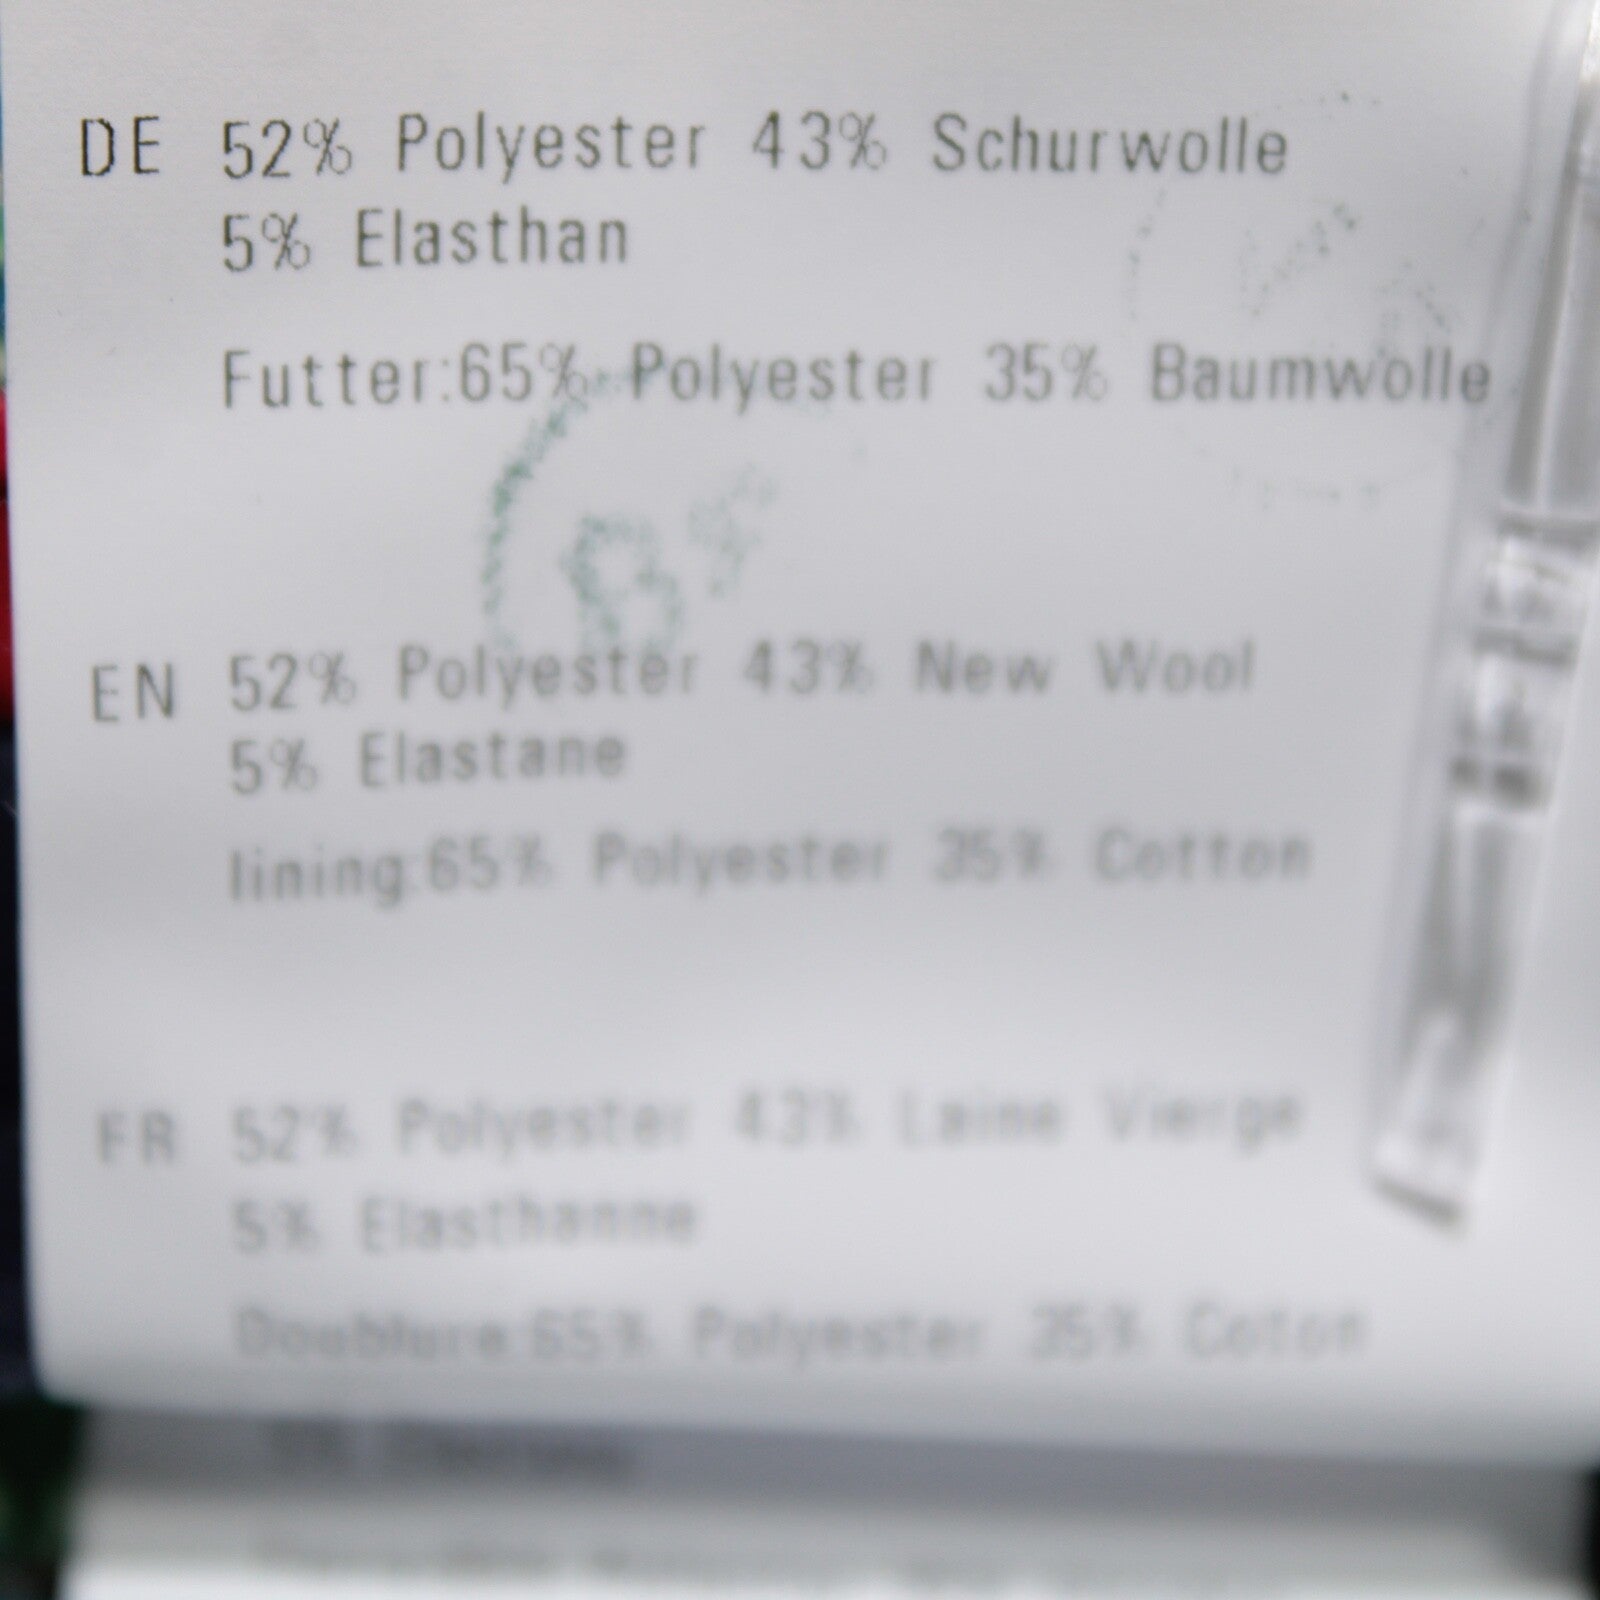 DE 52% Polyester 43% Schurwolle
5% Elasthan
Futter:65% Polyester 35% Baumwolle
EN 52% Polyester 43% New Wool
5% Elastane
lining:65% Polyester 35% Cotton
FR 52% Polyester 43% Laine Vierge
5% Elasthanne
Doublure:65% Polyester 35% Coton